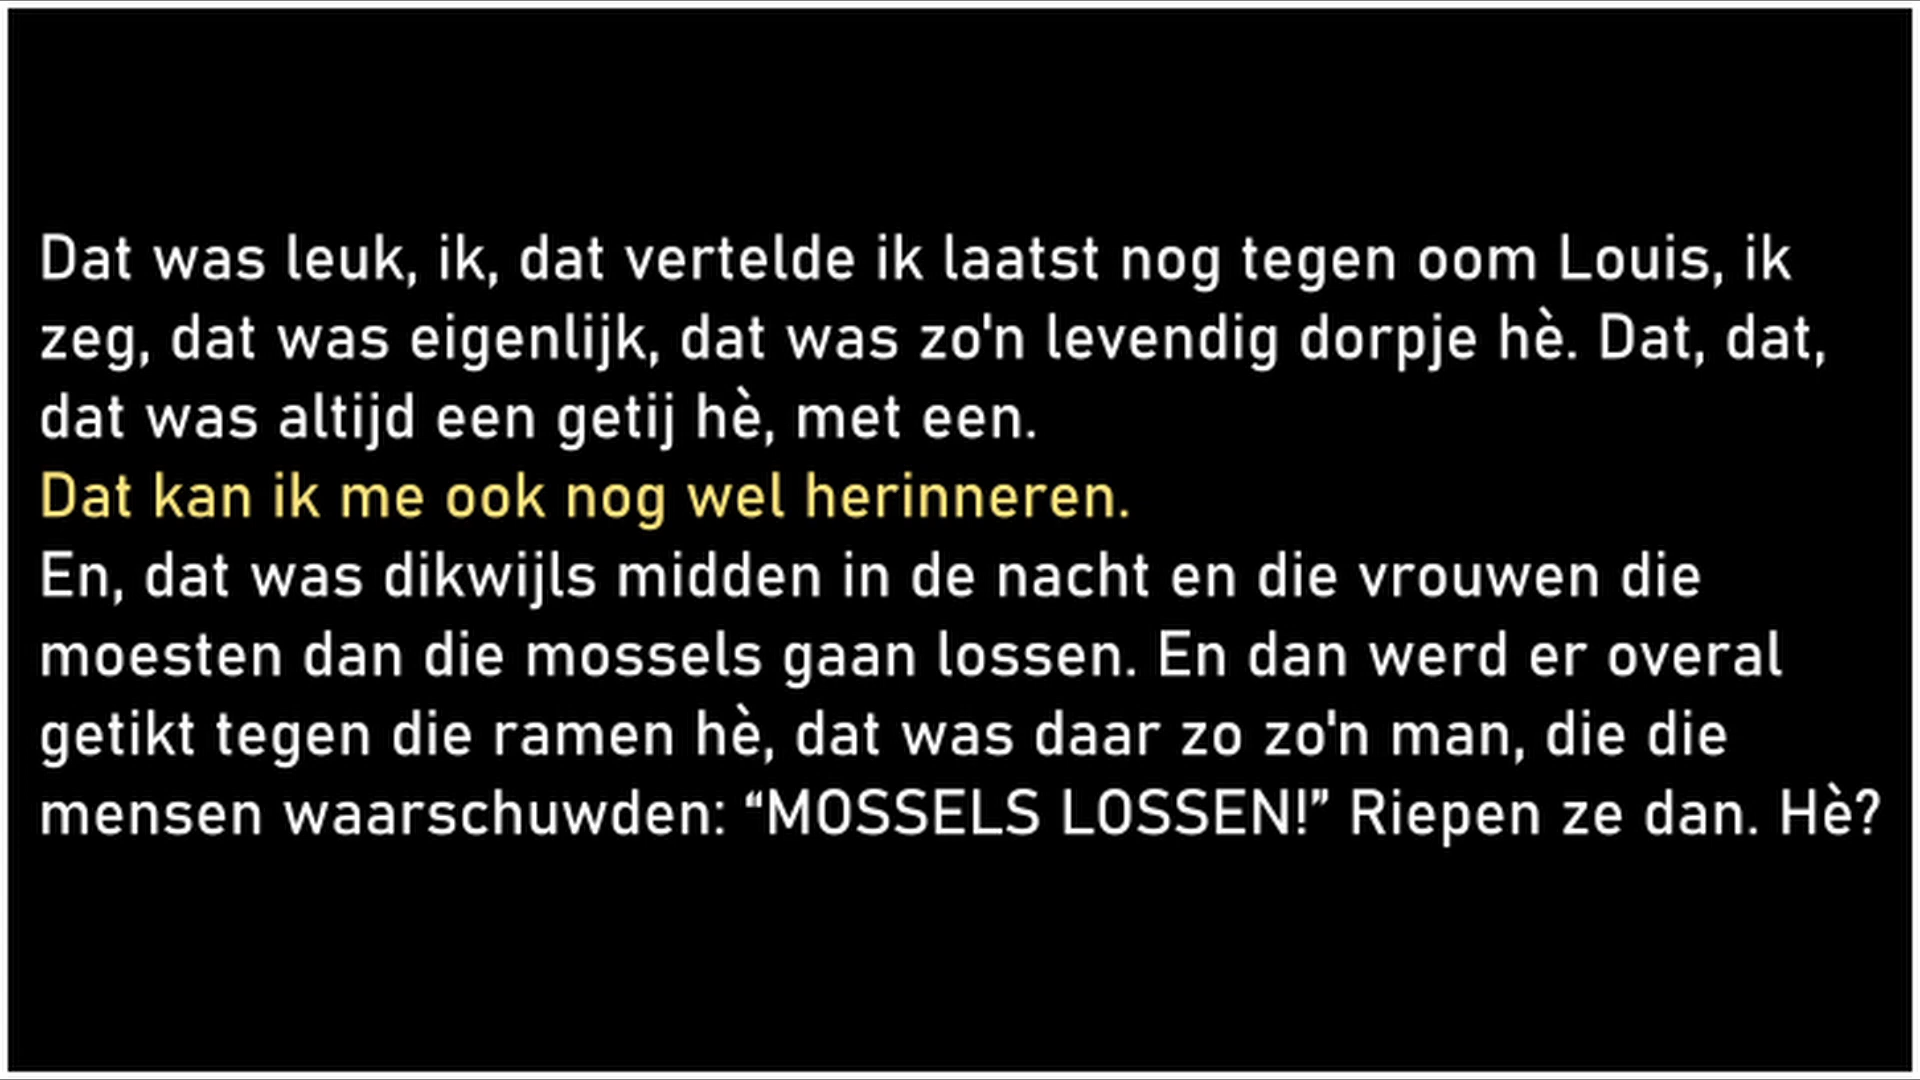 Dat was leuk, ik, dat vertelde ik laatst nog tegen oom Louis, ik
zeg, dat was eigenlijk, dat was zo'n levendig dorpje hè. Dat, dat,
dat was altijd een getij hè, met een.
Dat kan ik me ook nog wel herinneren.
En, dat was dikwijls midden in de nacht en die vrouwen die
moesten dan die mossels gaan lossen. En dan werd er overal
getikt tegen die ramen hè, dat was daar zo zo'n man, die die
mensen waarschuwden: “MOSSELS LOSSEN!” Riepen ze dan. Hè?